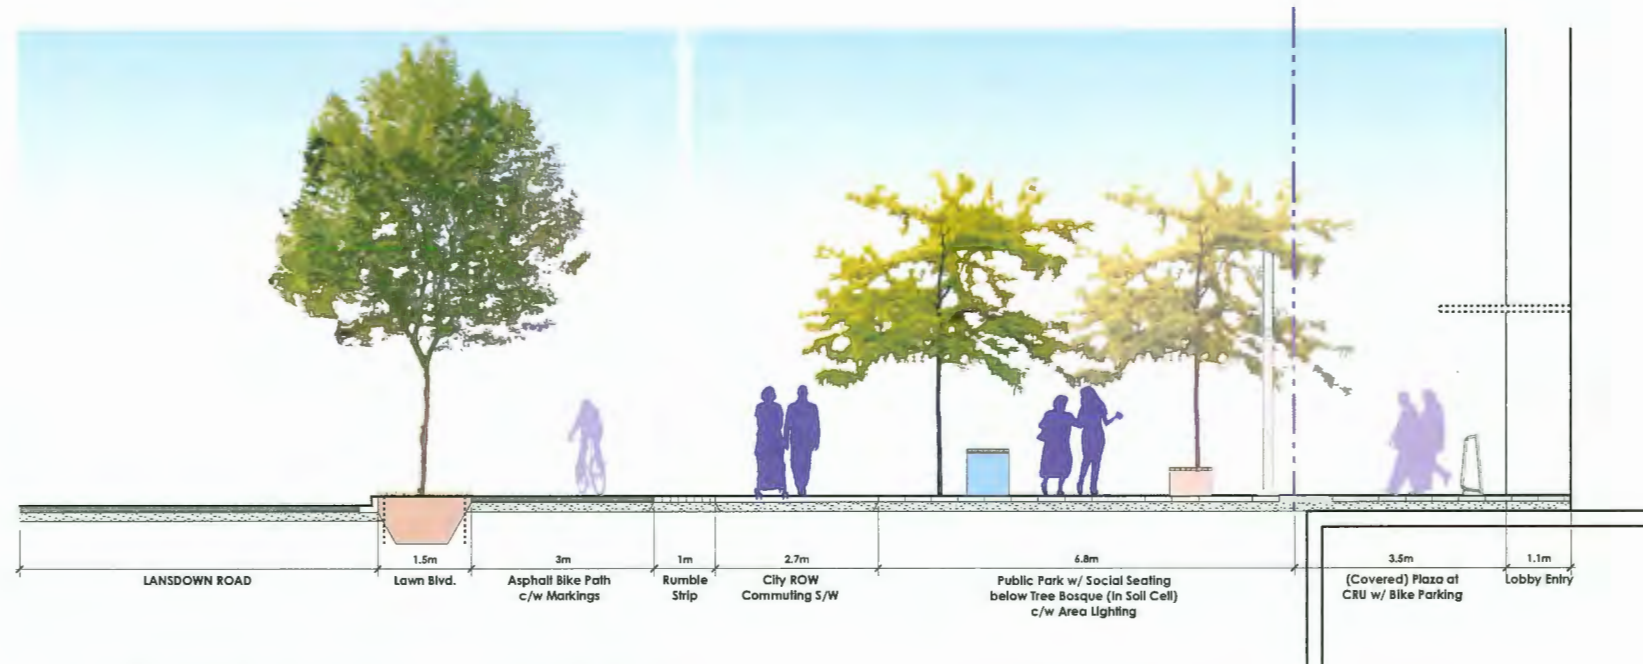 1.5m
3m
1m
2.7m
6.8m
3.5m
1.1m
LANSDOWN ROAD
Lawn Blvd.
Asphalt Bike Path
c/w Markings
Rumble
Strip
City ROW
Commuting S/W
Public Park w/ Social Seating
below Tree Bosque (In Soil Cell)
c/w Area Lighting
(Covered) Plaza at
CRU w/ Bike Parking
Lobby Entry